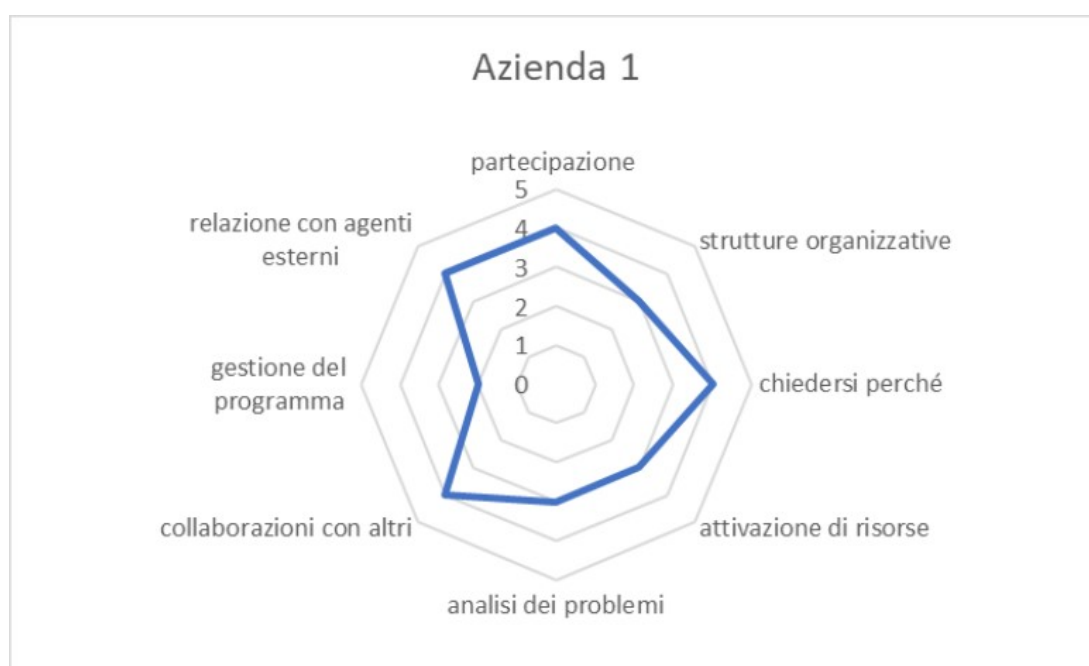 Azienda 1
partecipazione
5
4
3
2
1
0
strutture organizzative
chiedersi perché
attivazione di risorse
analisi dei problemi
collaborazioni con altri
gestione del
programma
relazione con agenti
esterni